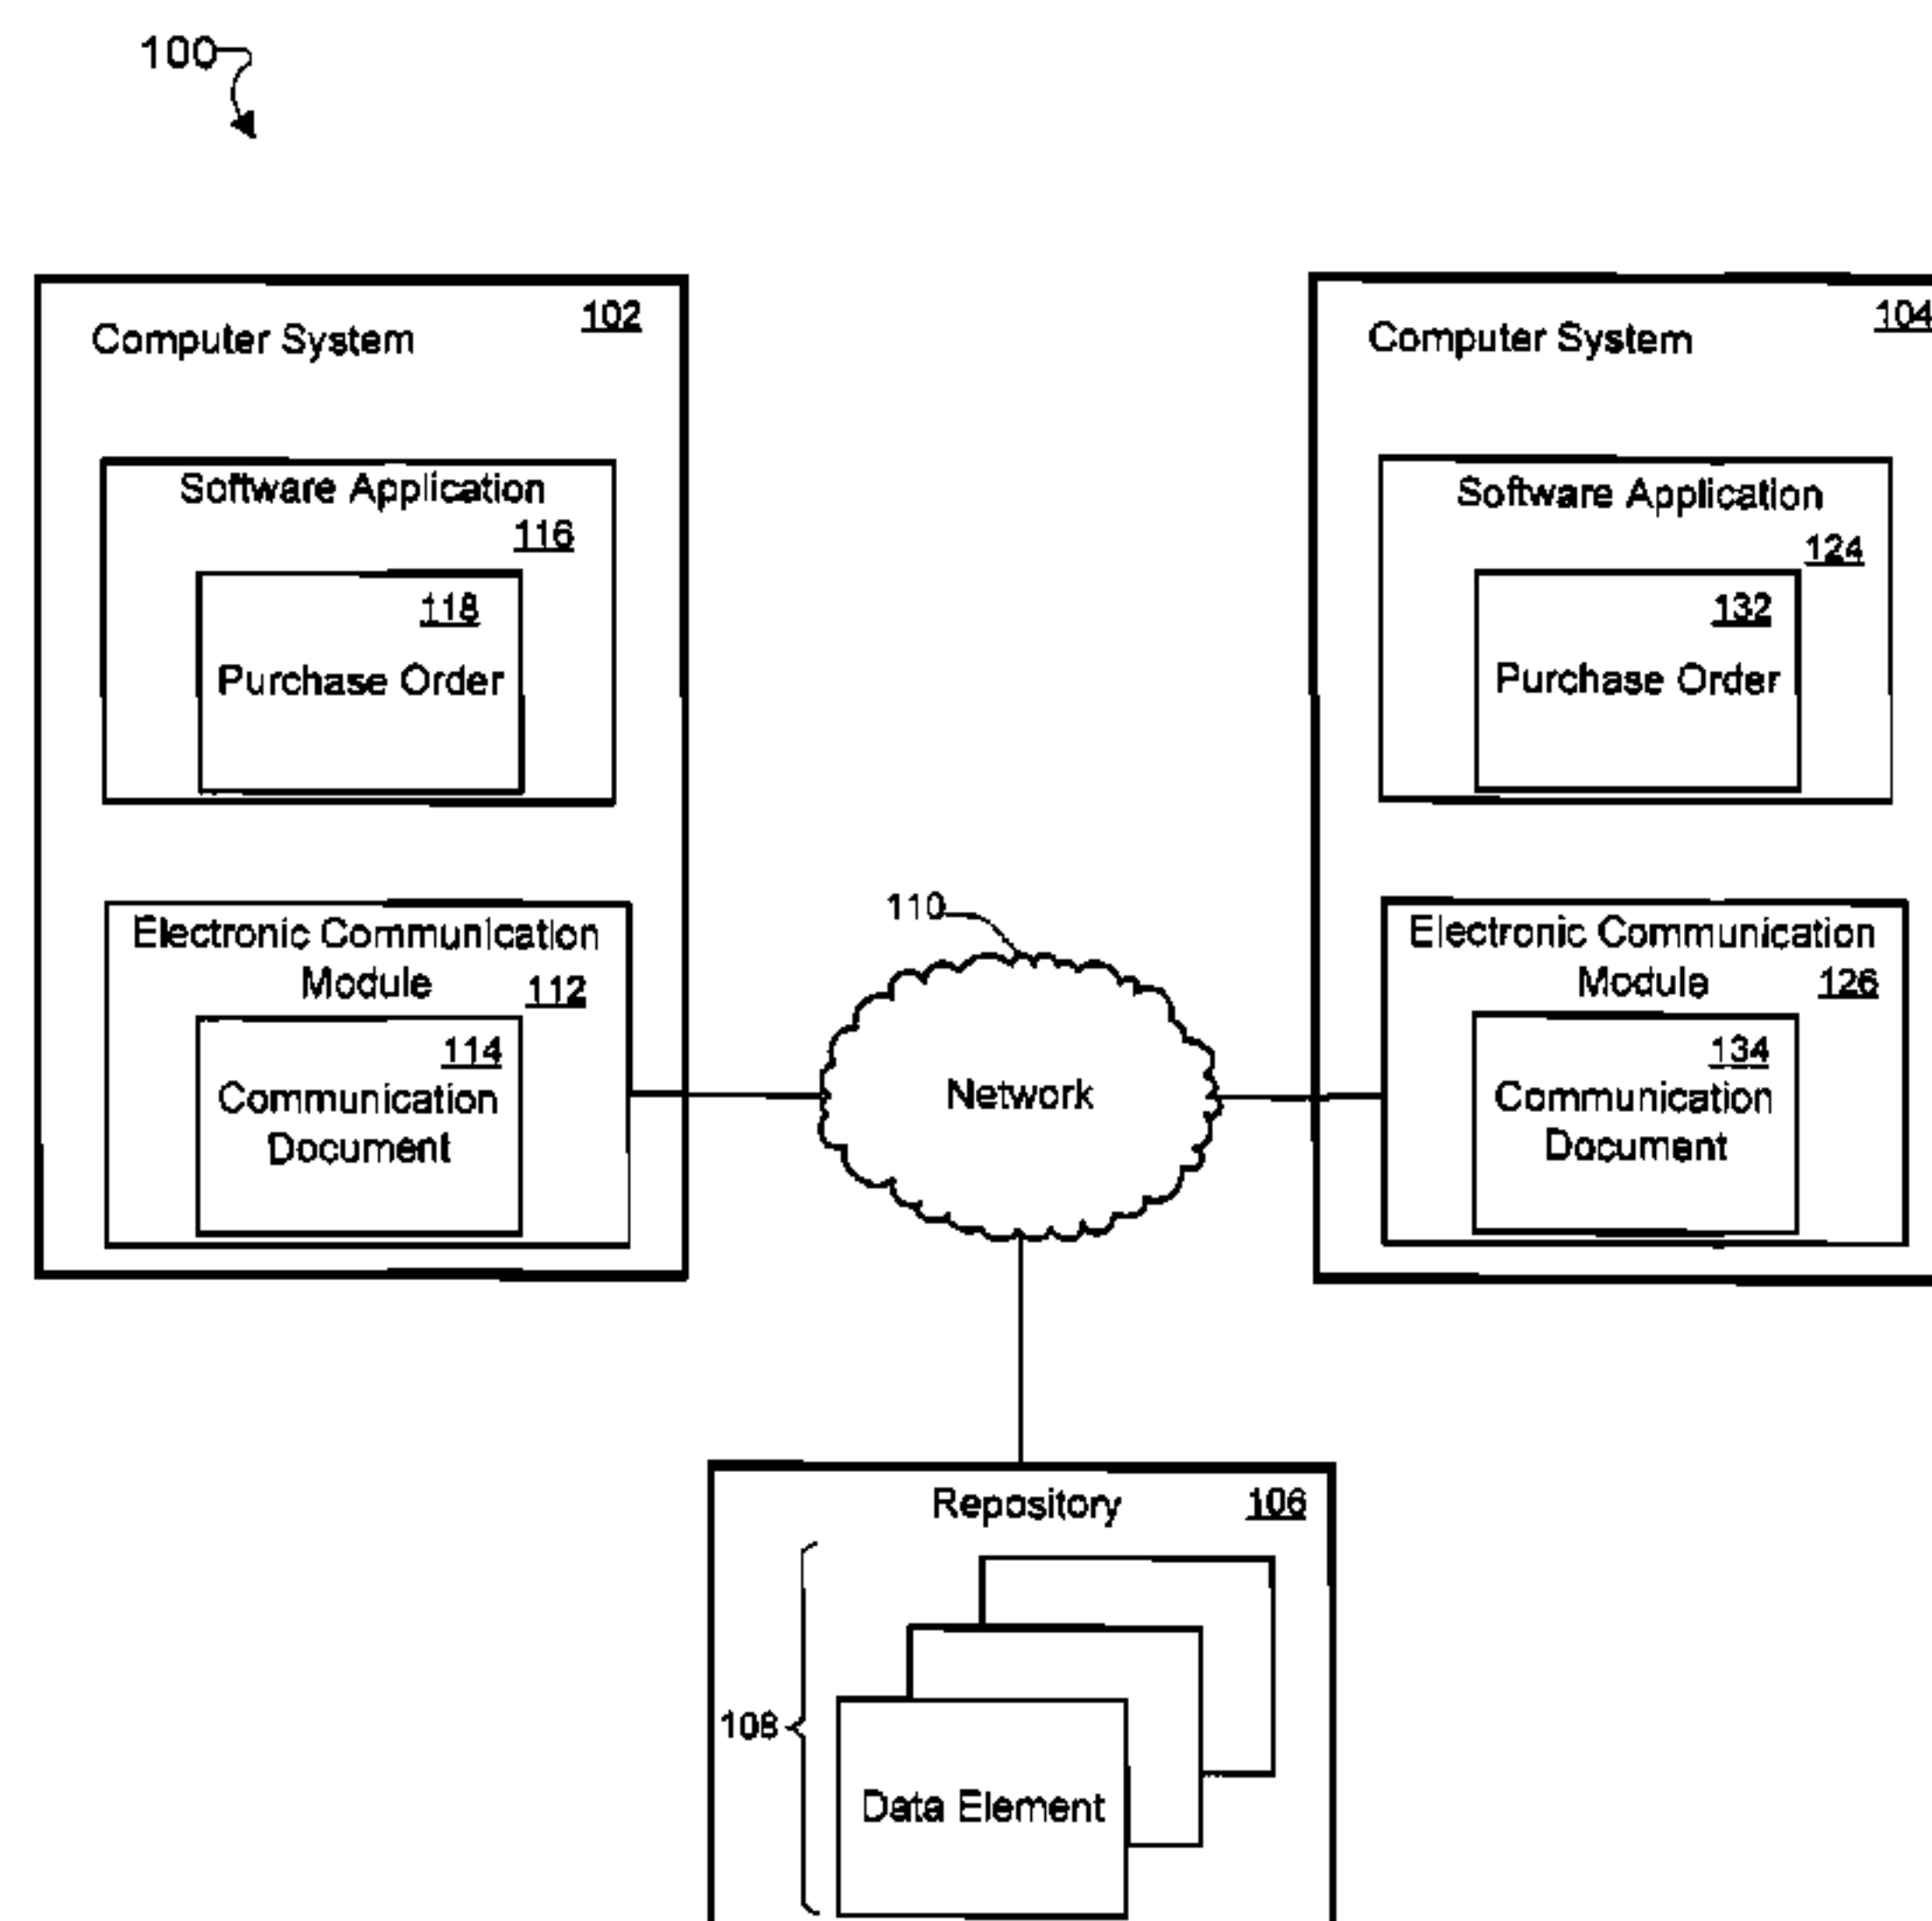 100
102
Computer System
Software Application
116
118
Purchase Order
Electronic Communication
Module
112
114
Communication
Document
104
Computer System
Software Application
124
132
Purchase Order
Electronic Communication
Module
126
134
Communication
Document
110
Network
Repository
106
108
Data Element